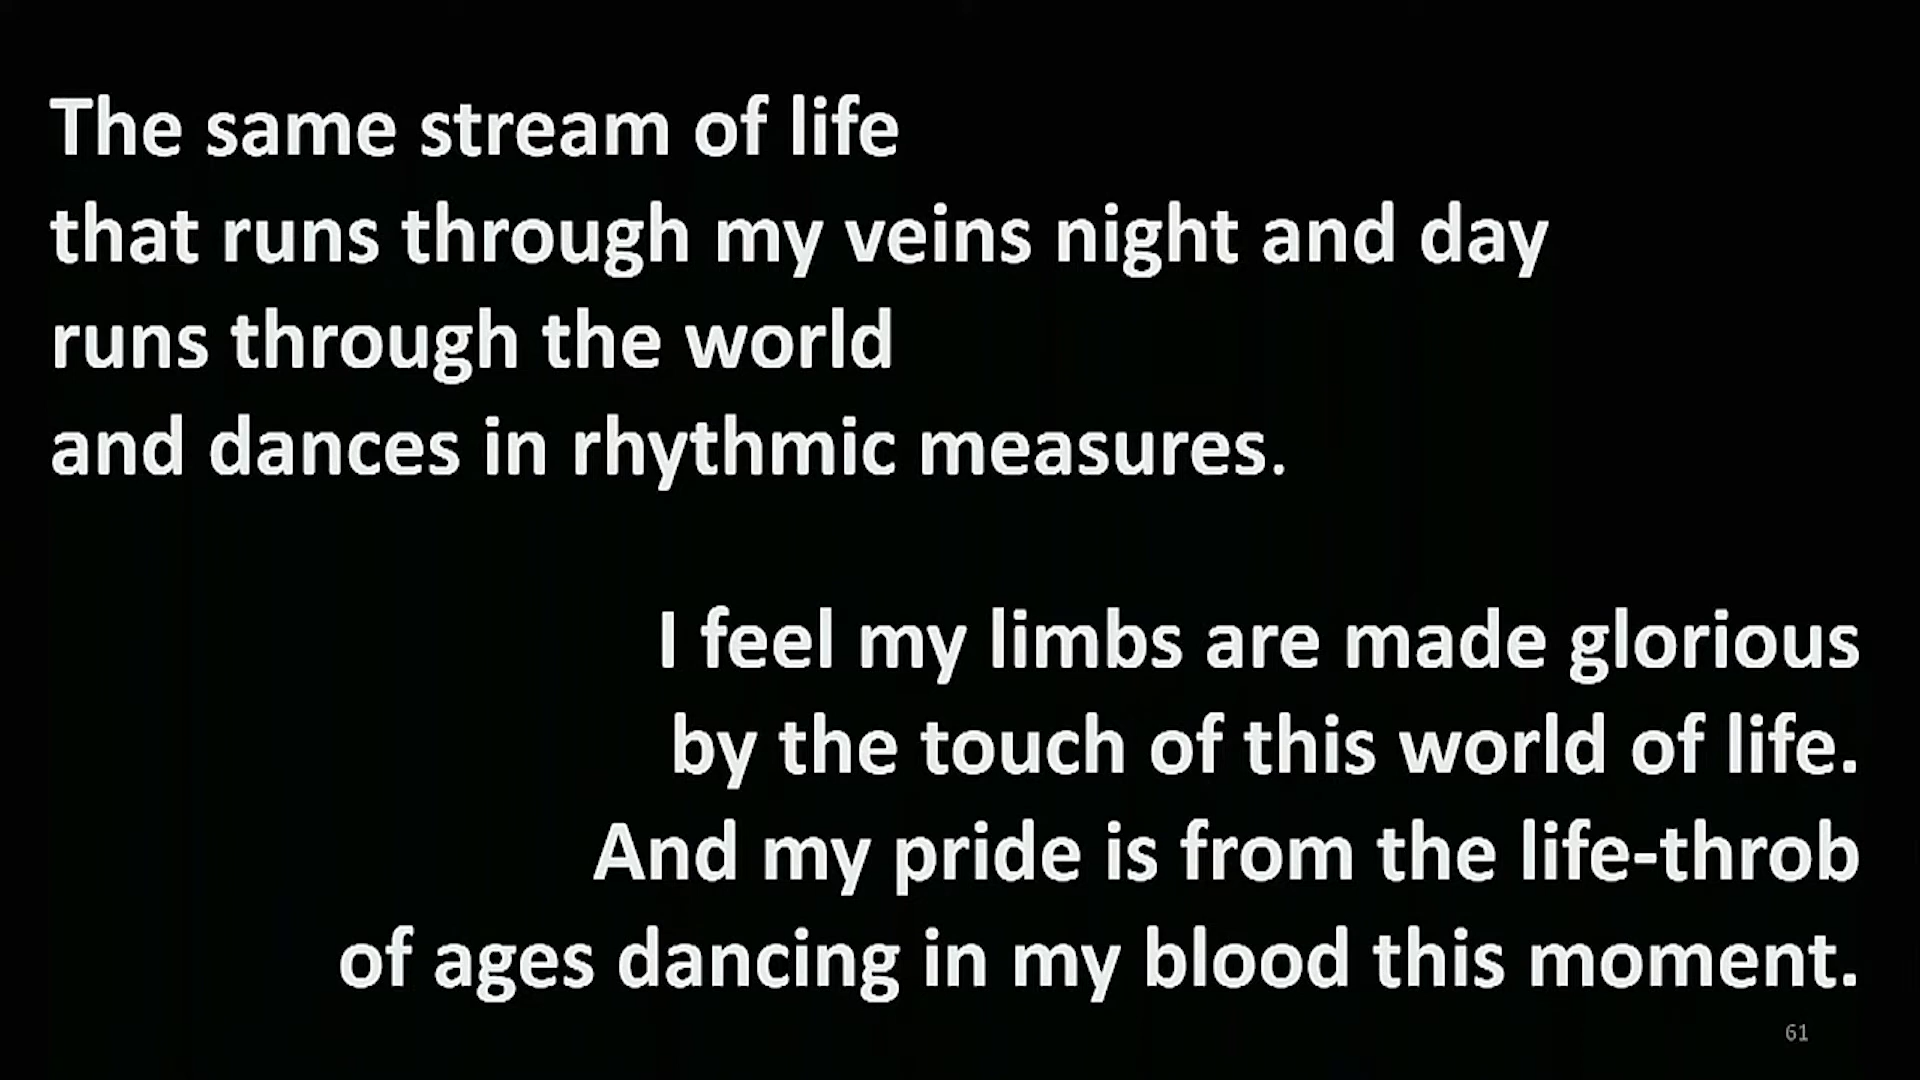 The same stream of life
that runs through my veins night and day
runs through the world
and dances in rhythmic measures.
I feel my limbs are made glorious
by the touch of this world of life.
And my pride is from the life-throb
of ages dancing in my blood this moment.
61